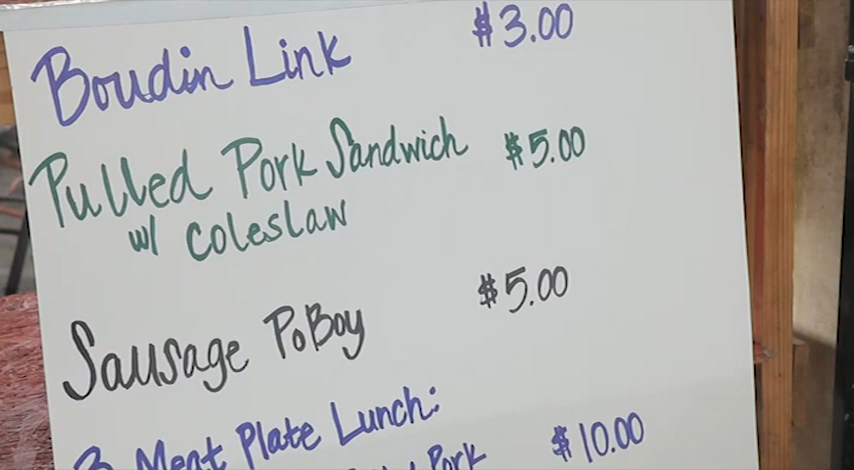 Boudin Link $3.00
Pulled Pork Sandwich $5.00
w/ Coleslaw
Sausage PoBoy $5.00
3 Meat Plate Lunch:
Pork $10.00